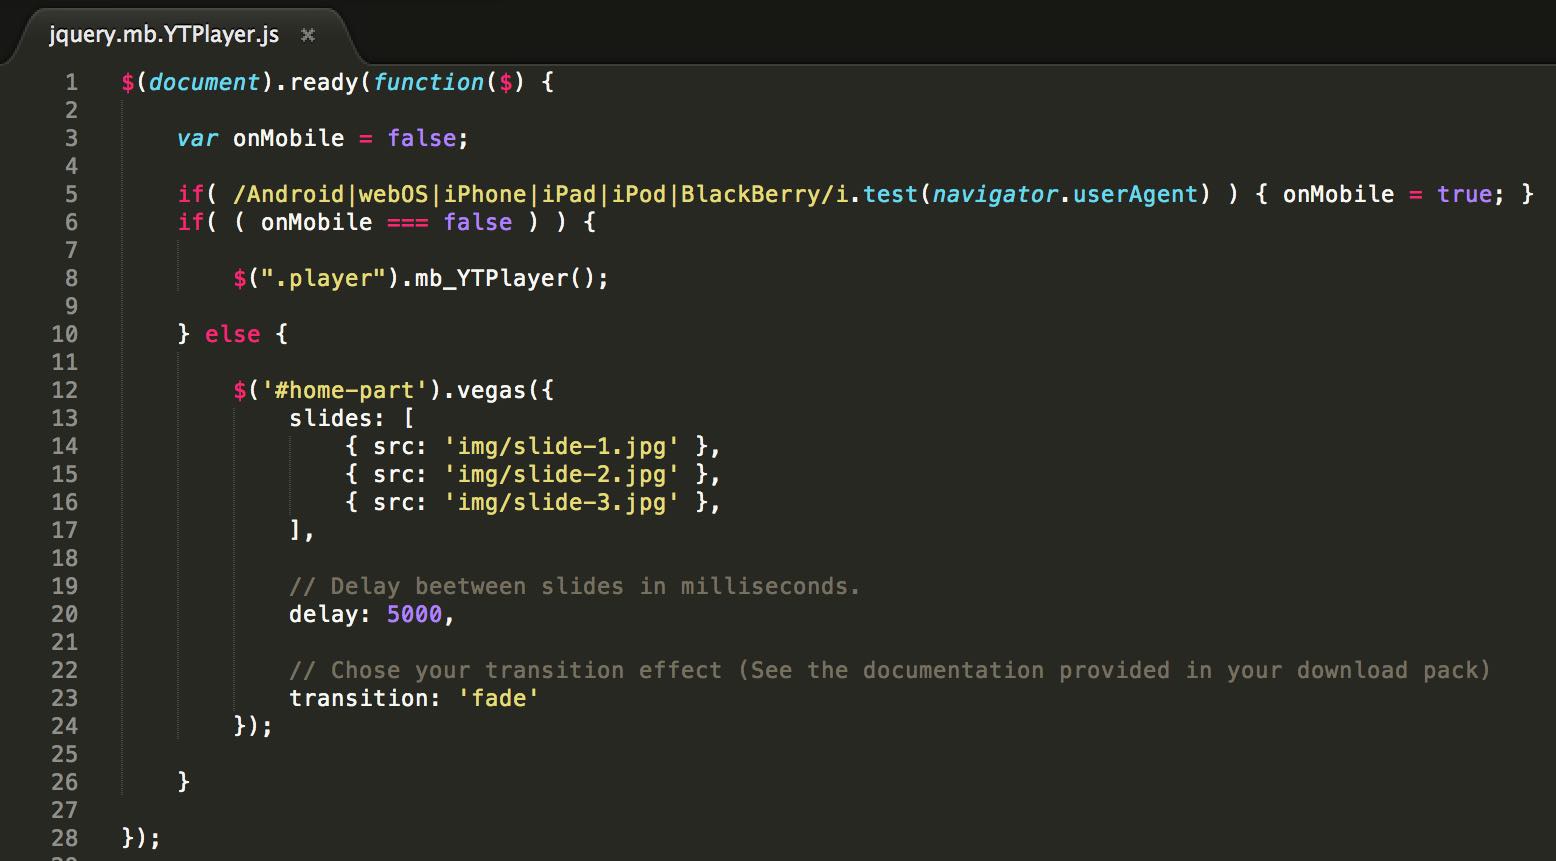 jquery.mb.YTPlayer.js ×
1 $(document).ready(function($) {
2
3 var onMobile = false;
4
5 if( /Android|webOS|iPhone|iPad|iPod|BlackBerry/i.test(navigator.userAgent) ) { onMobile = true; }
6 if( ( onMobile === false ) ) {
7
8 $(".player").mb_YTPlayer();
9
10 } else {
11
12 $('#home-part').vegas({
13 slides: [
14 { src: 'img/slide-1.jpg' },
15 { src: 'img/slide-2.jpg' },
16 { src: 'img/slide-3.jpg' },
17 ],
18
19 // Delay beetween slides in milliseconds.
20 delay: 5000,
21
22 // Chose your transition effect (See the documentation provided in your download pack)
23 transition: 'fade'
24 });
25
26 }
27
28 });